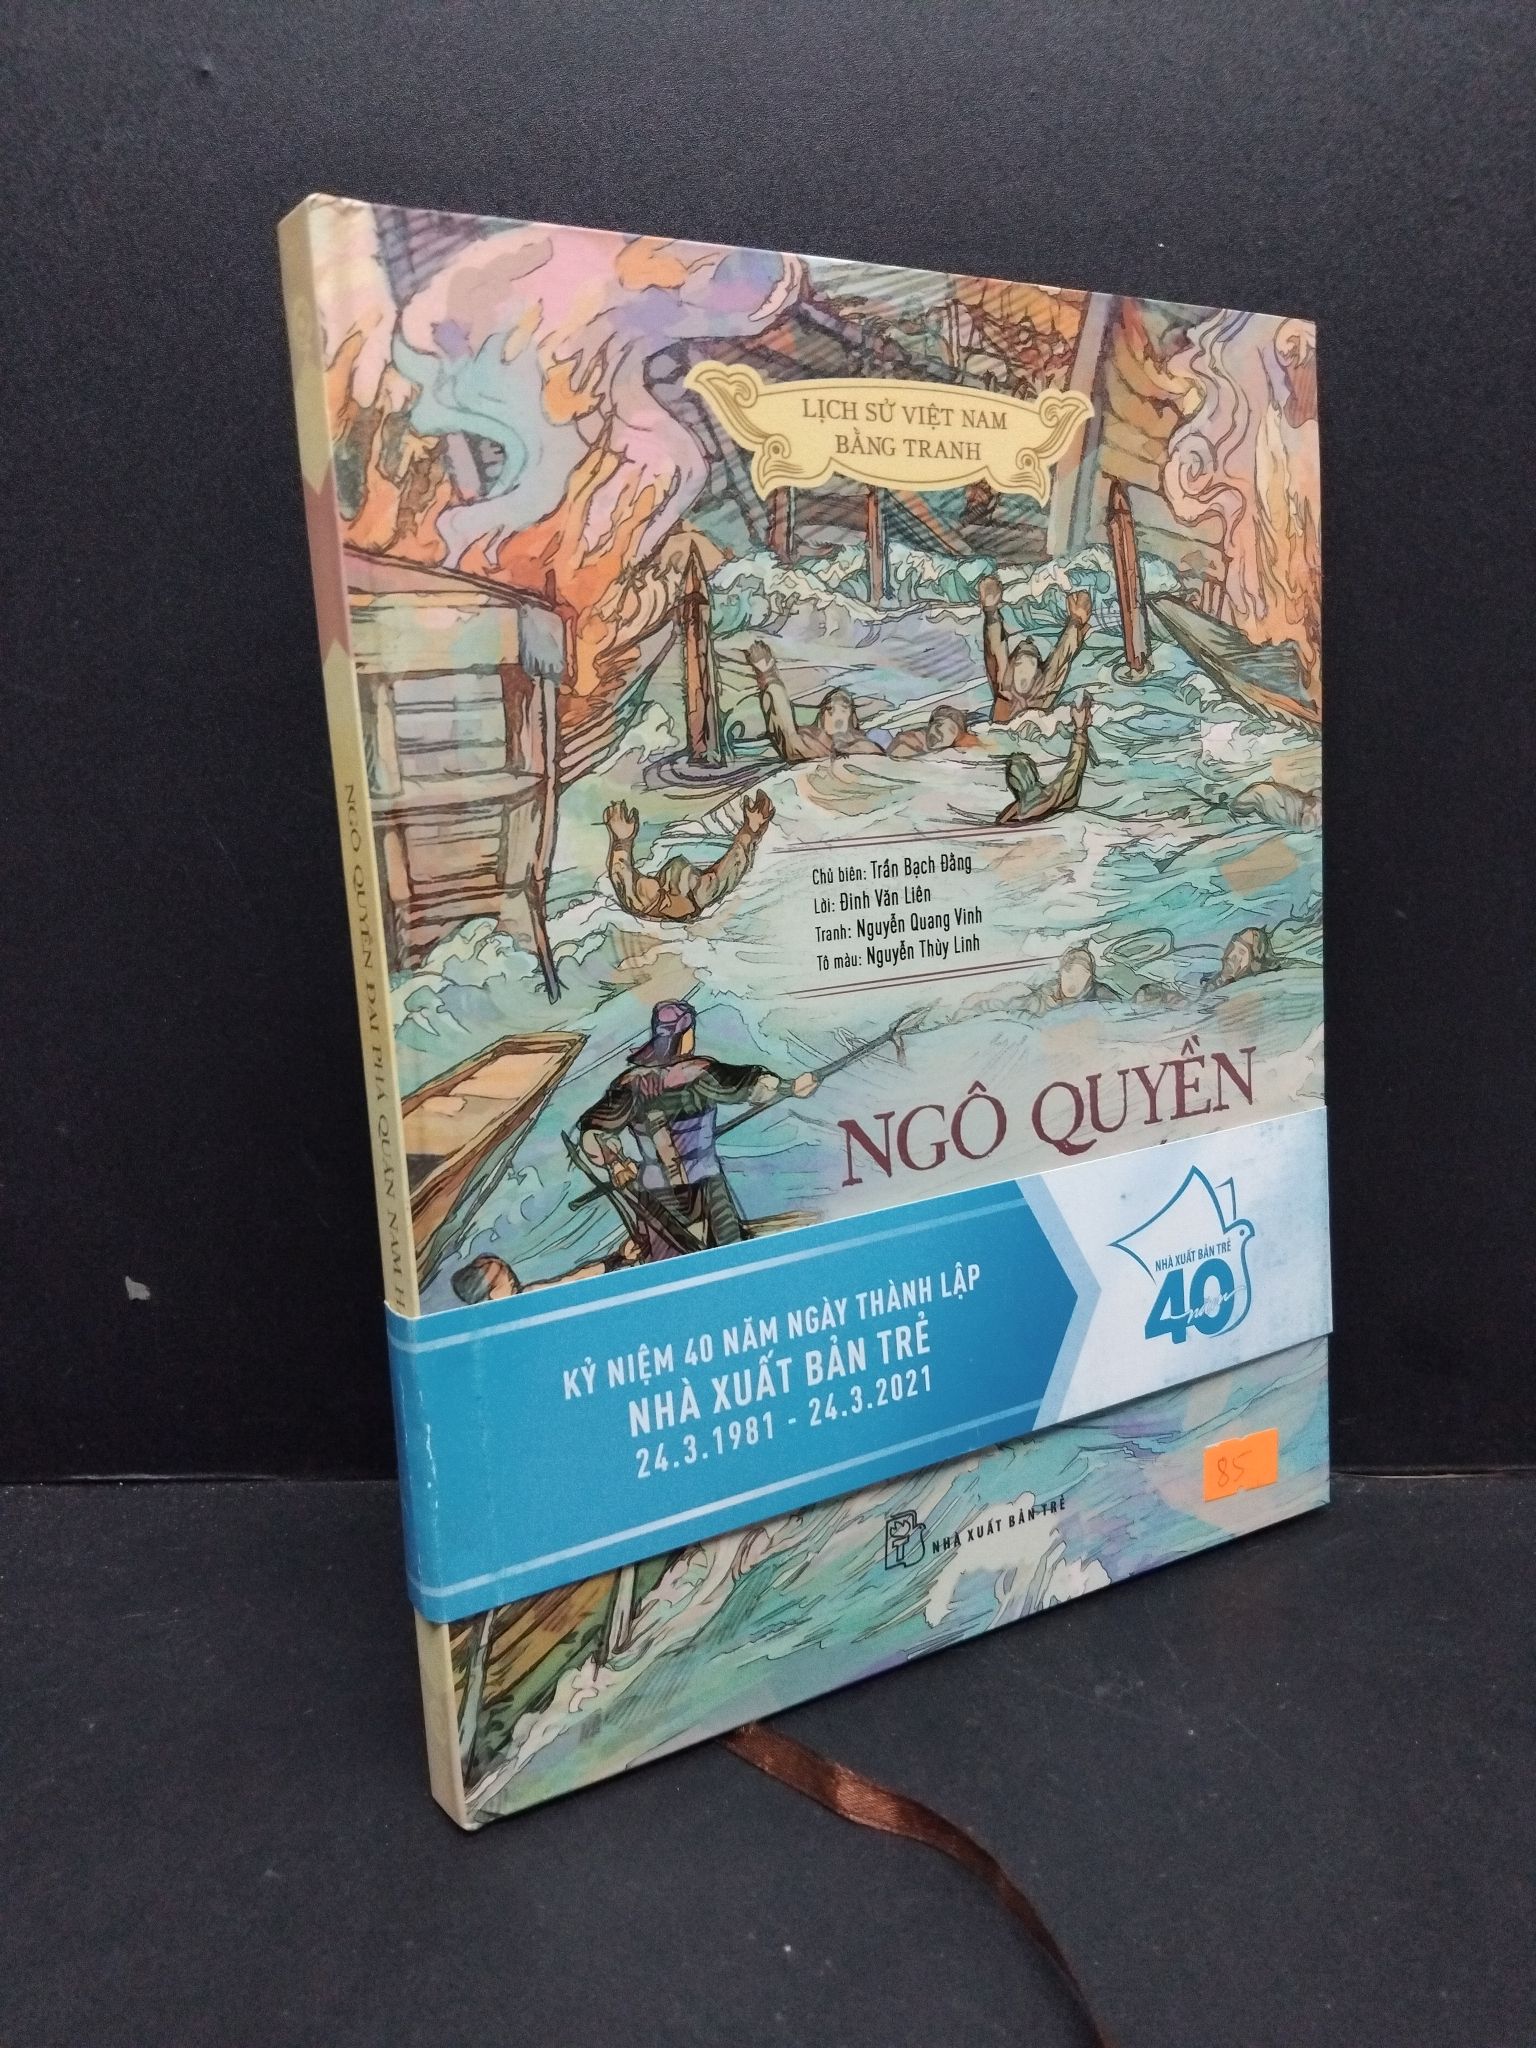 LỊCH SỬ VIỆT NAM
BẰNG TRANH
Chủ biên: Trần Bạch Đằng
Lời: Đinh Văn Liên
Tranh: Nguyễn Quang Vinh
Tô màu: Nguyễn Thùy Linh
NGÔ QUYỀN
NGÔ QUYỀN ĐẠI PHÁ QUÂN NAM H
KỶ NIỆM 40 NĂM NGÀY THÀNH LẬP
NHÀ XUẤT BẢN TRẺ
24.3.1981 - 24.3.2021
NHÀ XUẤT BẢN TRẺ
40
năm
85
NHÀ XUẤT BẢN TRẺ